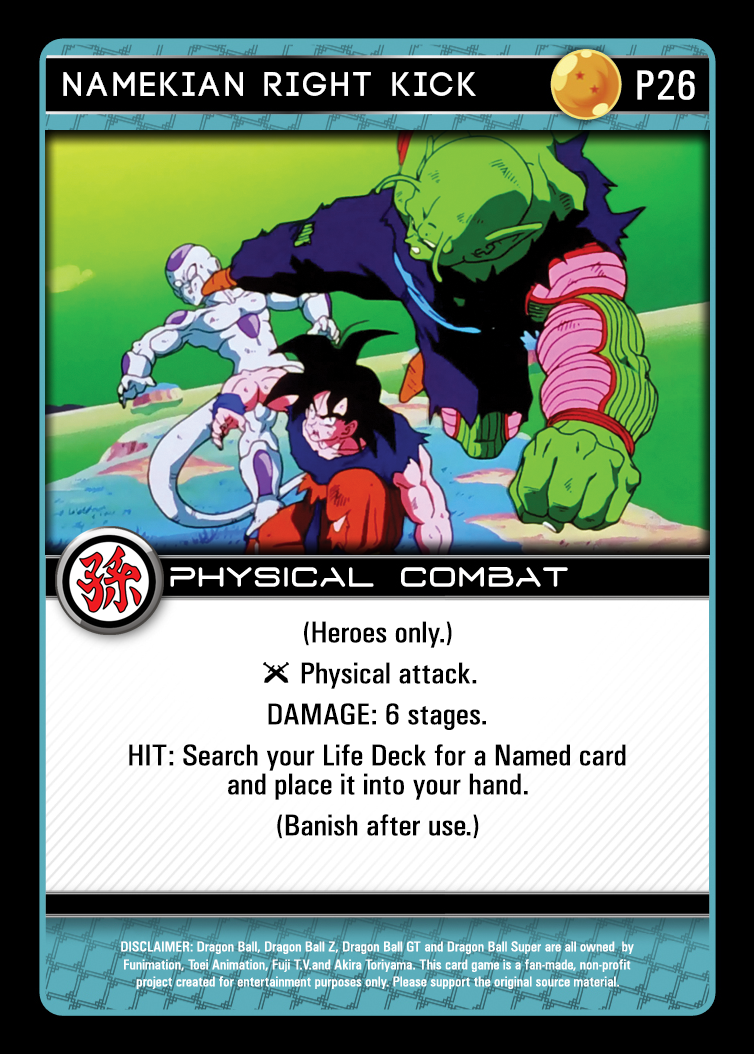 NAMEKIAN RIGHT KICK P26
孫 PHYSICAL COMBAT
(Heroes only.)
Physical attack.
DAMAGE: 6 stages.
HIT: Search your Life Deck for a Named card
and place it into your hand.
(Banish after use.)
DISCLAIMER: Dragon Ball, Dragon Ball Z, Dragon Ball GT and Dragon Ball Super are all owned by
Funimation, Toei Animation, Fuji T.V.and Akira Toriyama. This card game is a fan-made, non-profit
project created for entertainment purposes only. Please support the original source material.